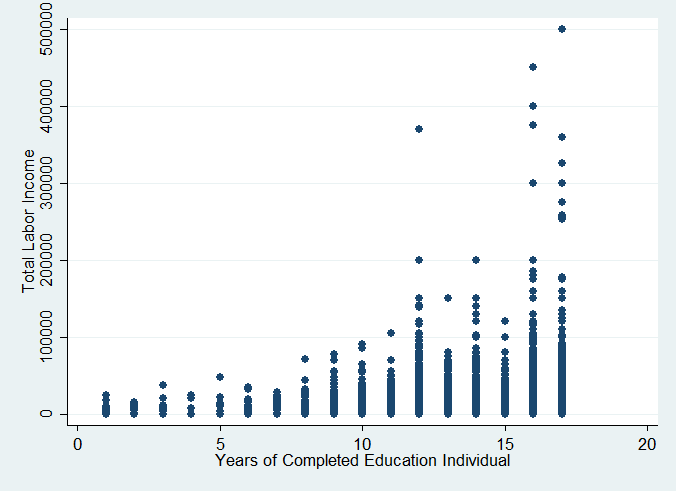 Total Labor Income
500000
400000
300000
200000
100000
0
0 5 10 15 20
Years of Completed Education Individual